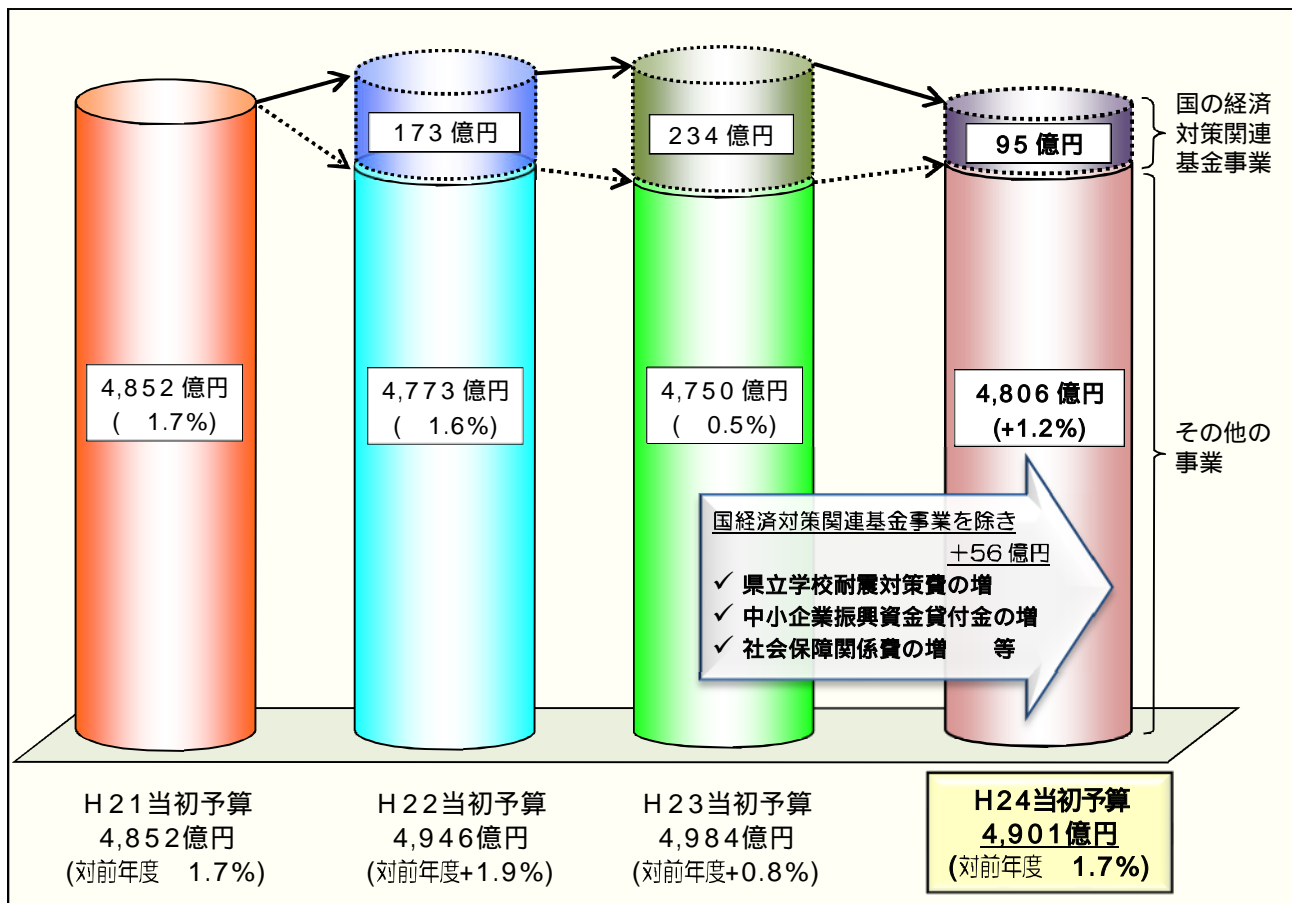 173億円
234億円
95億円
国の経済
対策関連
基金事業
4,852億円
(　1.7%)
4,773億円
(　1.6%)
4,750億円
(　0.5%)
4,806億円
(+1.2%)
その他の
事業
国経済対策関連基金事業を除き
+56億円
✓ 県立学校耐震対策費の増
✓ 中小企業振興資金貸付金の増
✓ 社会保障関係費の増　等
H21当初予算
4,852億円
(対前年度　1.7%)
H22当初予算
4,946億円
(対前年度+1.9%)
H23当初予算
4,984億円
(対前年度+0.8%)
H24当初予算
4,901億円
(対前年度　1.7%)